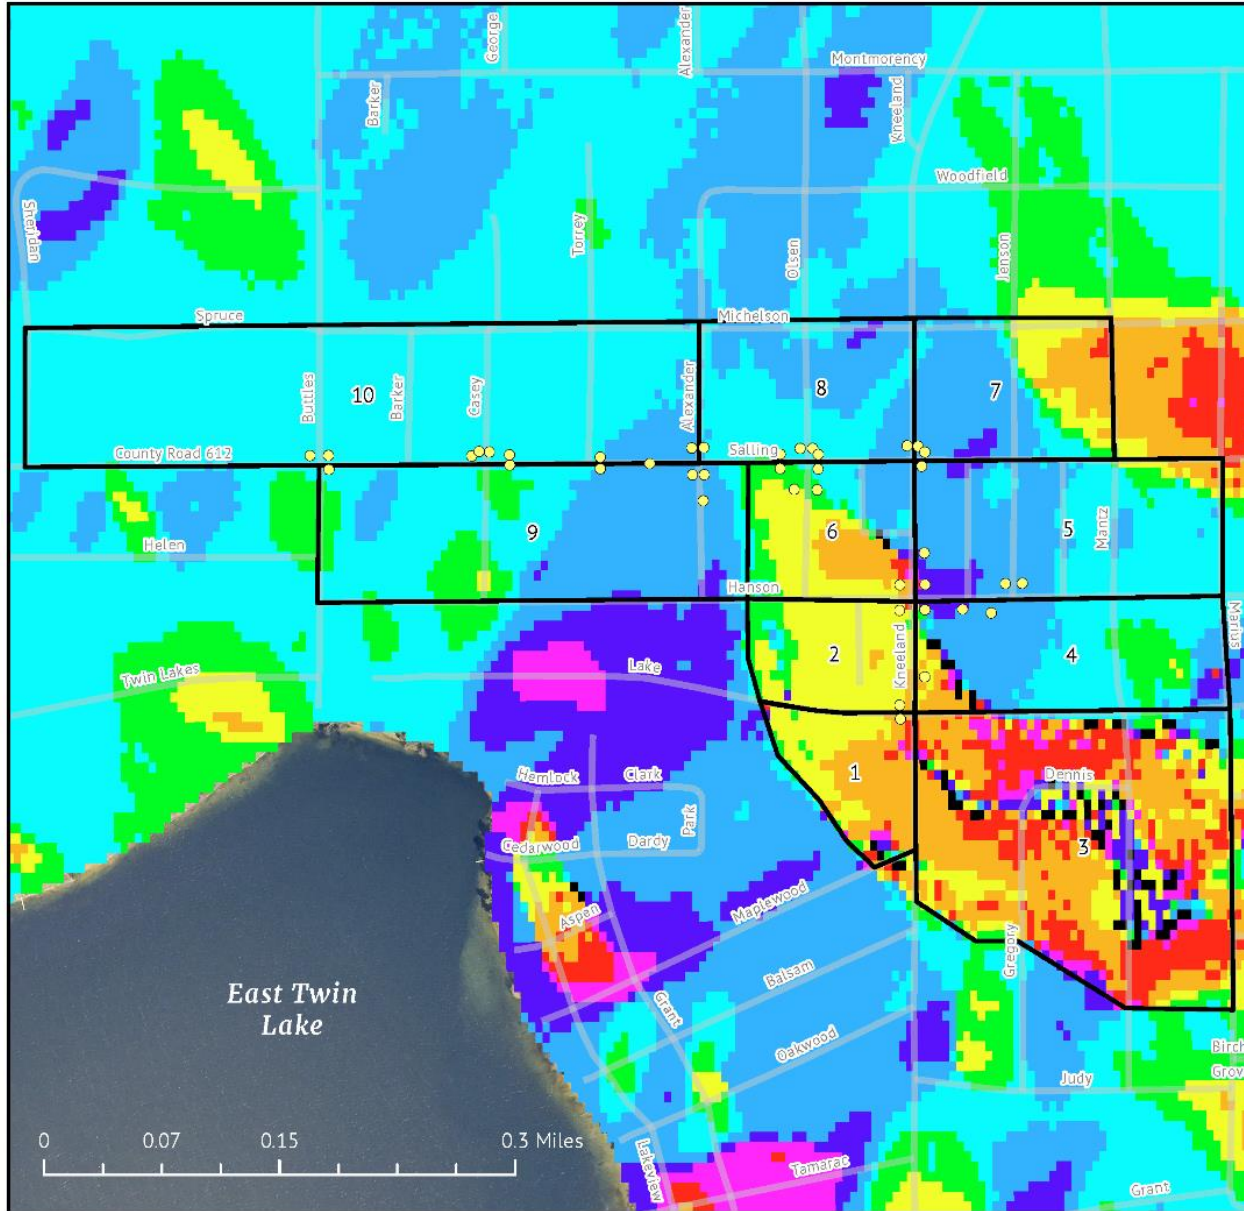 George
Alexander
Montmorency
Barker
Kneeland
Woodfield
Sheridan
Torrey
Olsen
Jenson
Spruce
Michelson
Buttles
10
Barker
Casey
Alexander
8
7
County Road 612
Salling
9
6
Mantz
5
Helen
Hanson
Marius
2
Kneeland
4
Twin Lakes
Lake
1
Hemlock
Clark
Dennis
Park
Cedarwood
Dardy
3
Maplewood
Aspen
Gregory
Balsam
East Twin
Lake
Grant
Oakwood
Birch
Grov
Judy
0 0.07 0.15 0.3 Miles
Lakeview
Tamarac
Grant